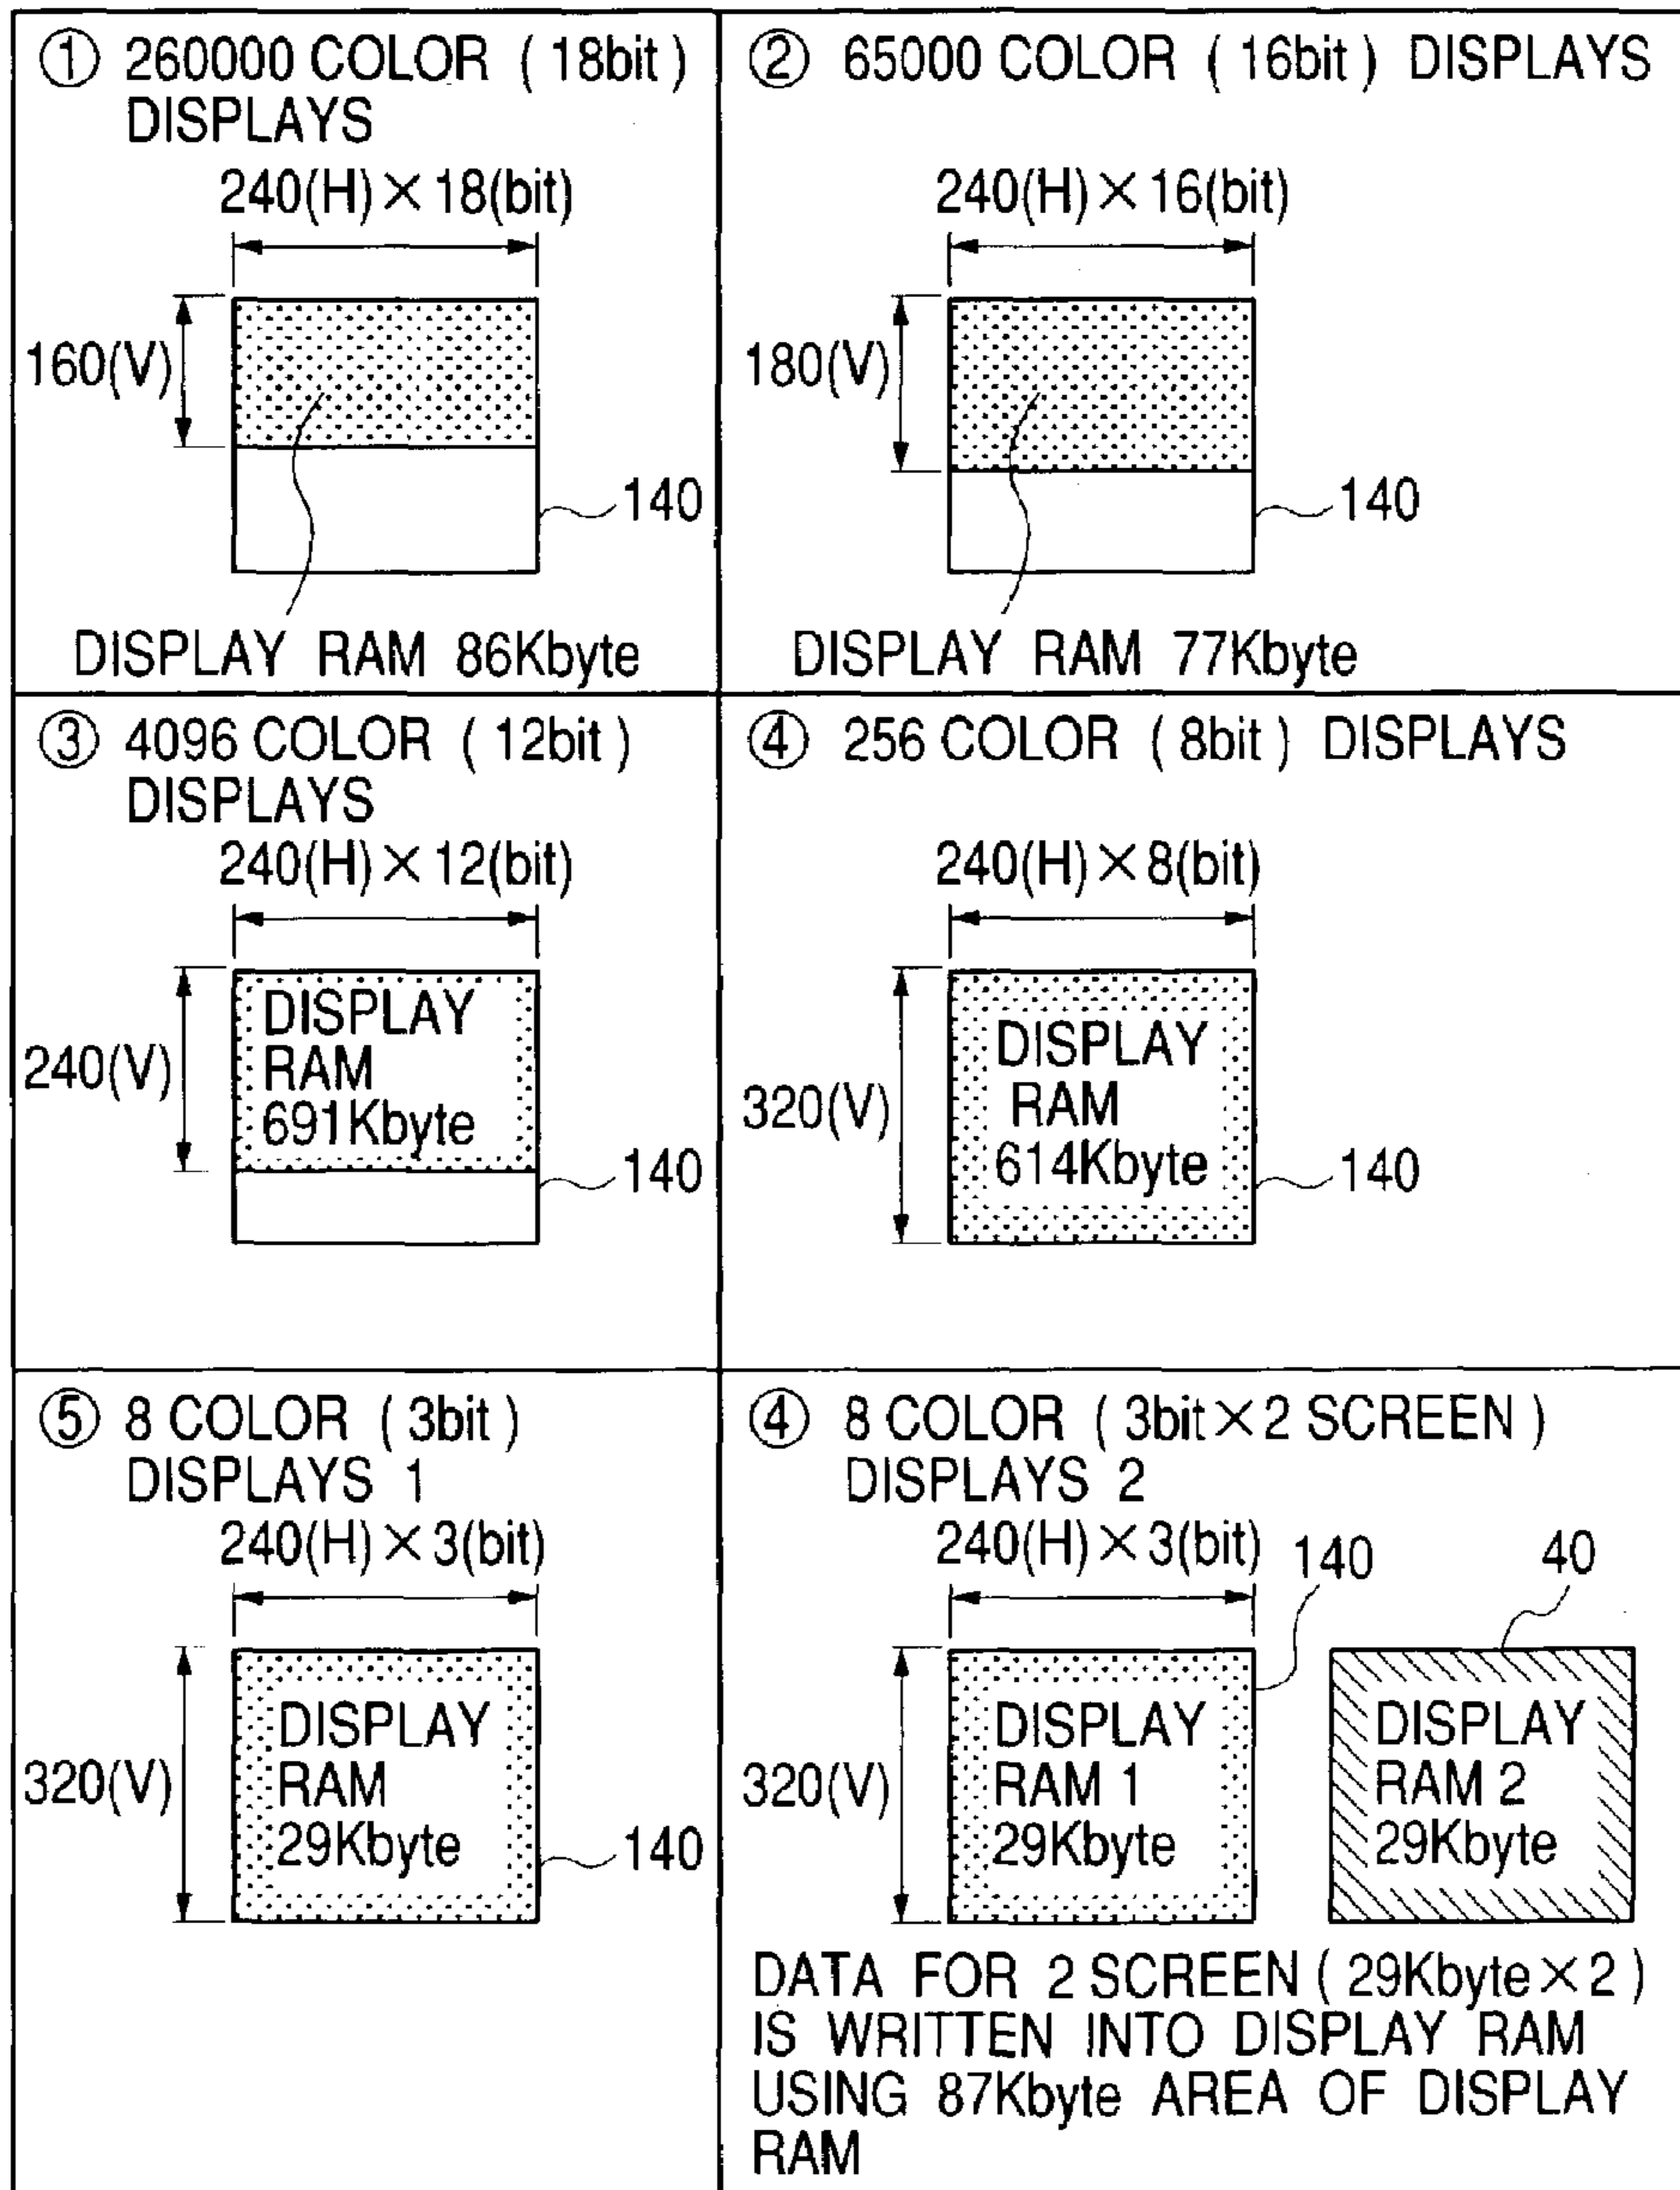 ① 260000 COLOR ( 18bit )
DISPLAYS
240(H)×18(bit)
160(V)
140
DISPLAY RAM 86Kbyte
② 65000 COLOR ( 16bit ) DISPLAYS
240(H)×16(bit)
180(V)
140
DISPLAY RAM 77Kbyte
③ 4096 COLOR ( 12bit )
DISPLAYS
240(H)×12(bit)
240(V)
DISPLAY
RAM
691Kbyte
140
④ 256 COLOR ( 8bit ) DISPLAYS
240(H)×8(bit)
320(V)
DISPLAY
RAM
614Kbyte
140
⑤ 8 COLOR ( 3bit )
DISPLAYS 1
240(H)×3(bit)
320(V)
DISPLAY
RAM
29Kbyte
140
④ 8 COLOR ( 3bit×2 SCREEN )
DISPLAYS 2
240(H)×3(bit)
140
40
320(V)
DISPLAY
RAM 1
29Kbyte
DISPLAY
RAM 2
29Kbyte
DATA FOR 2 SCREEN ( 29Kbyte×2 )
IS WRITTEN INTO DISPLAY RAM
USING 87Kbyte AREA OF DISPLAY
RAM